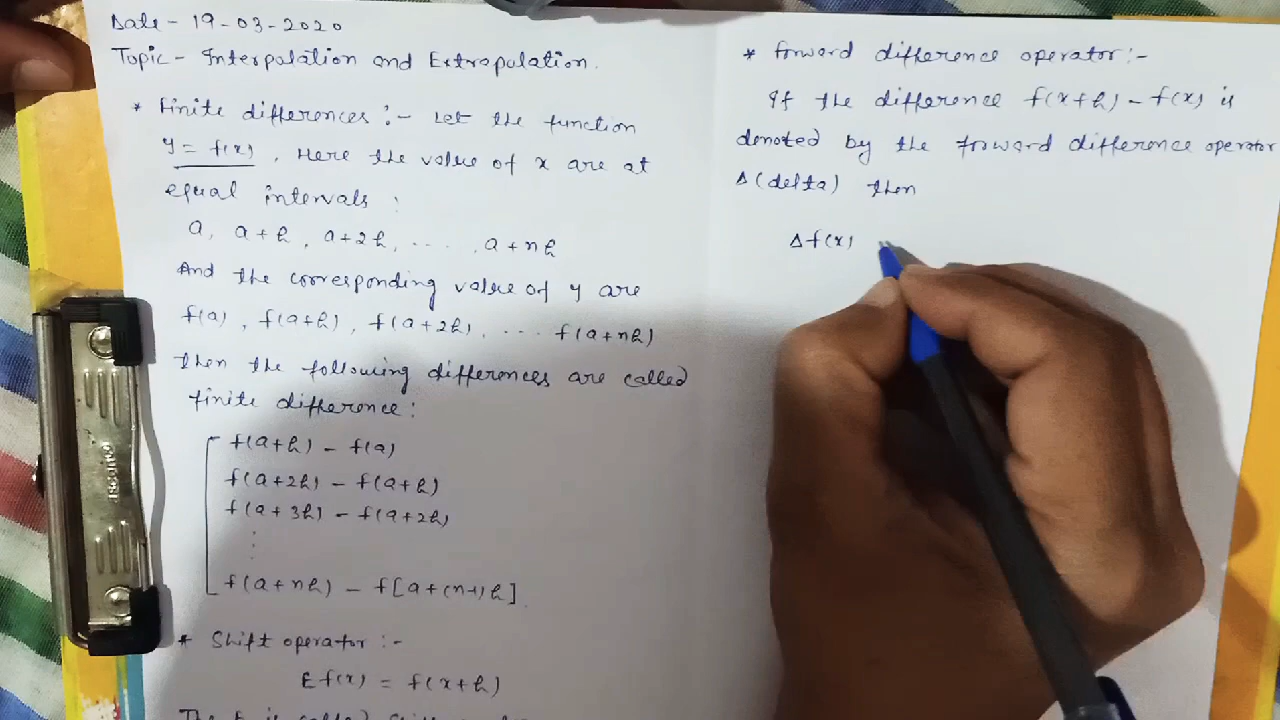 Date - 19-03-2020
Topic - Interpolation and Extrapolation.
* Finite differences :- Let the function
y = f(x) , Here the value of x are at
equal intervals :
a, a+h, a+2h, ...., a+nh
And the corresponding value of y are
f(a), f(a+h), f(a+2h), ... f(a+nh)
then the following differences are called
finite difference:
f(a+h) - f(a)
f(a+2h) - f(a+h)
f(a+3h) - f(a+2h)
⋮
f(a+nh) - f[a+(n+1)h].
* Shift operator :-
E f(x) = f(x+h)
The E is called
* forward difference operator :-
If the difference f(x+h) - f(x) is
denoted by the forward difference operator
Δ(delta) then
Δ f(x)